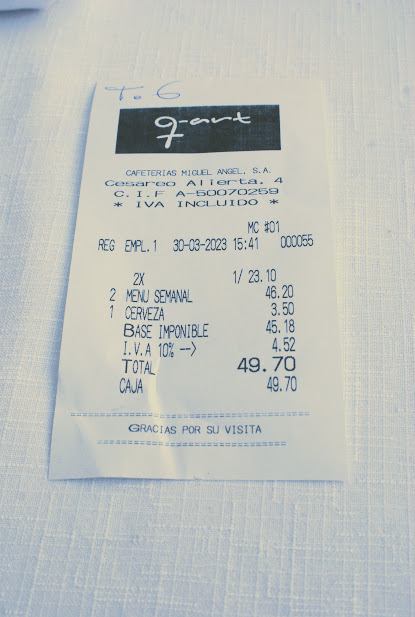 T. 6
q-art
CAFETERIAS MIGUEL ANGEL, S.A.
Cesareo Alierta, 4
C.I.F A-50070259
* IVA INCLUIDO *
MC #01
REG EMPL.1 30-03-2023 15:41 000055
2X 1/ 23.10
2 MENU SEMANAL 46.20
1 CERVEZA 3.50
BASE IMPONIBLE 45.18
I.V.A 10% --> 4.52
TOTAL 49.70
CAJA 49.70
GRACIAS POR SU VISITA